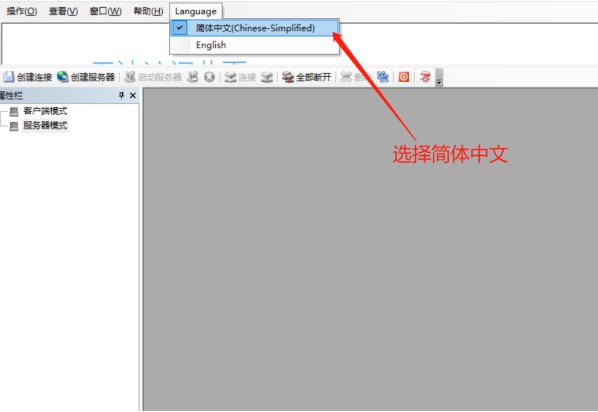 操作(O) 查看(V) 窗口(W) 帮助(H) Language
简体中文(Chinese-Simplified)
English
创建连接 创建服务器 启动服务器 连接 全部断开
属性栏
客户端模式
服务器模式
选择简体中文